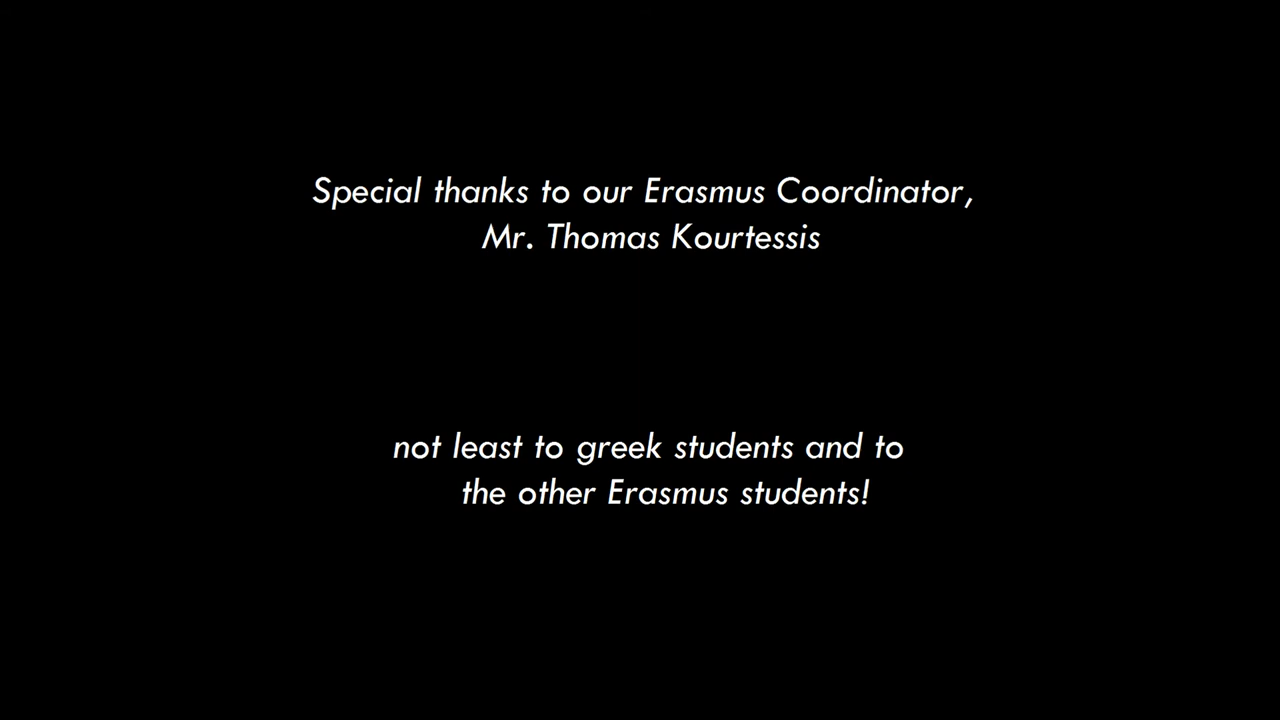 Special thanks to our Erasmus Coordinator,
Mr. Thomas Kourtessis
not least to greek students and to
the other Erasmus students!